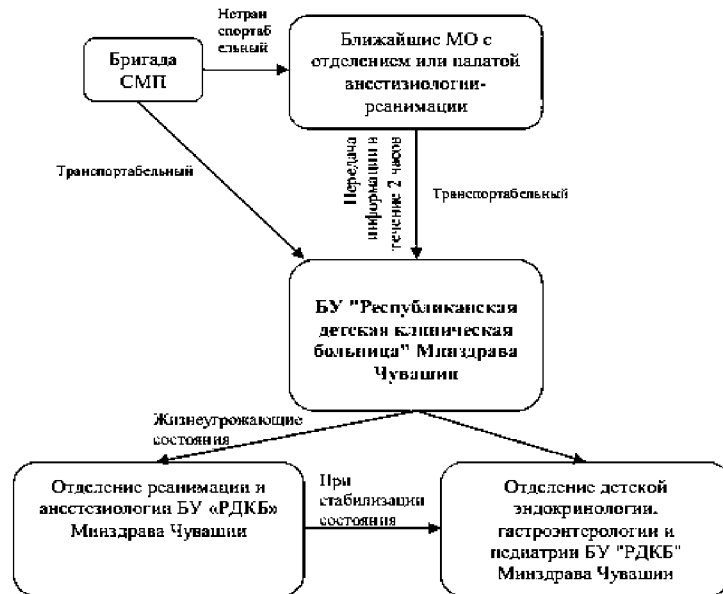 Нетран
спортаб
ельный
Бригада
СМП
Ближайшие МО с
отделением или палатой
анестизиологии-
реанимации
Транспортабельный
Передача
информации в
течение 2 часов
Транспортабельный
БУ "Республиканская
детская клиническая
больница" Минздрава
Чувашии
Жизнеугрожающие
состояния
Отделение реанимации и
анестезиологии БУ «РДКБ»
Минздрава Чувашии
При
стабилизации
состояния
Отделение детской
эндокринологии,
гастроэнтерологии и
педиатрии БУ "РДКБ"
Минздрава Чувашии